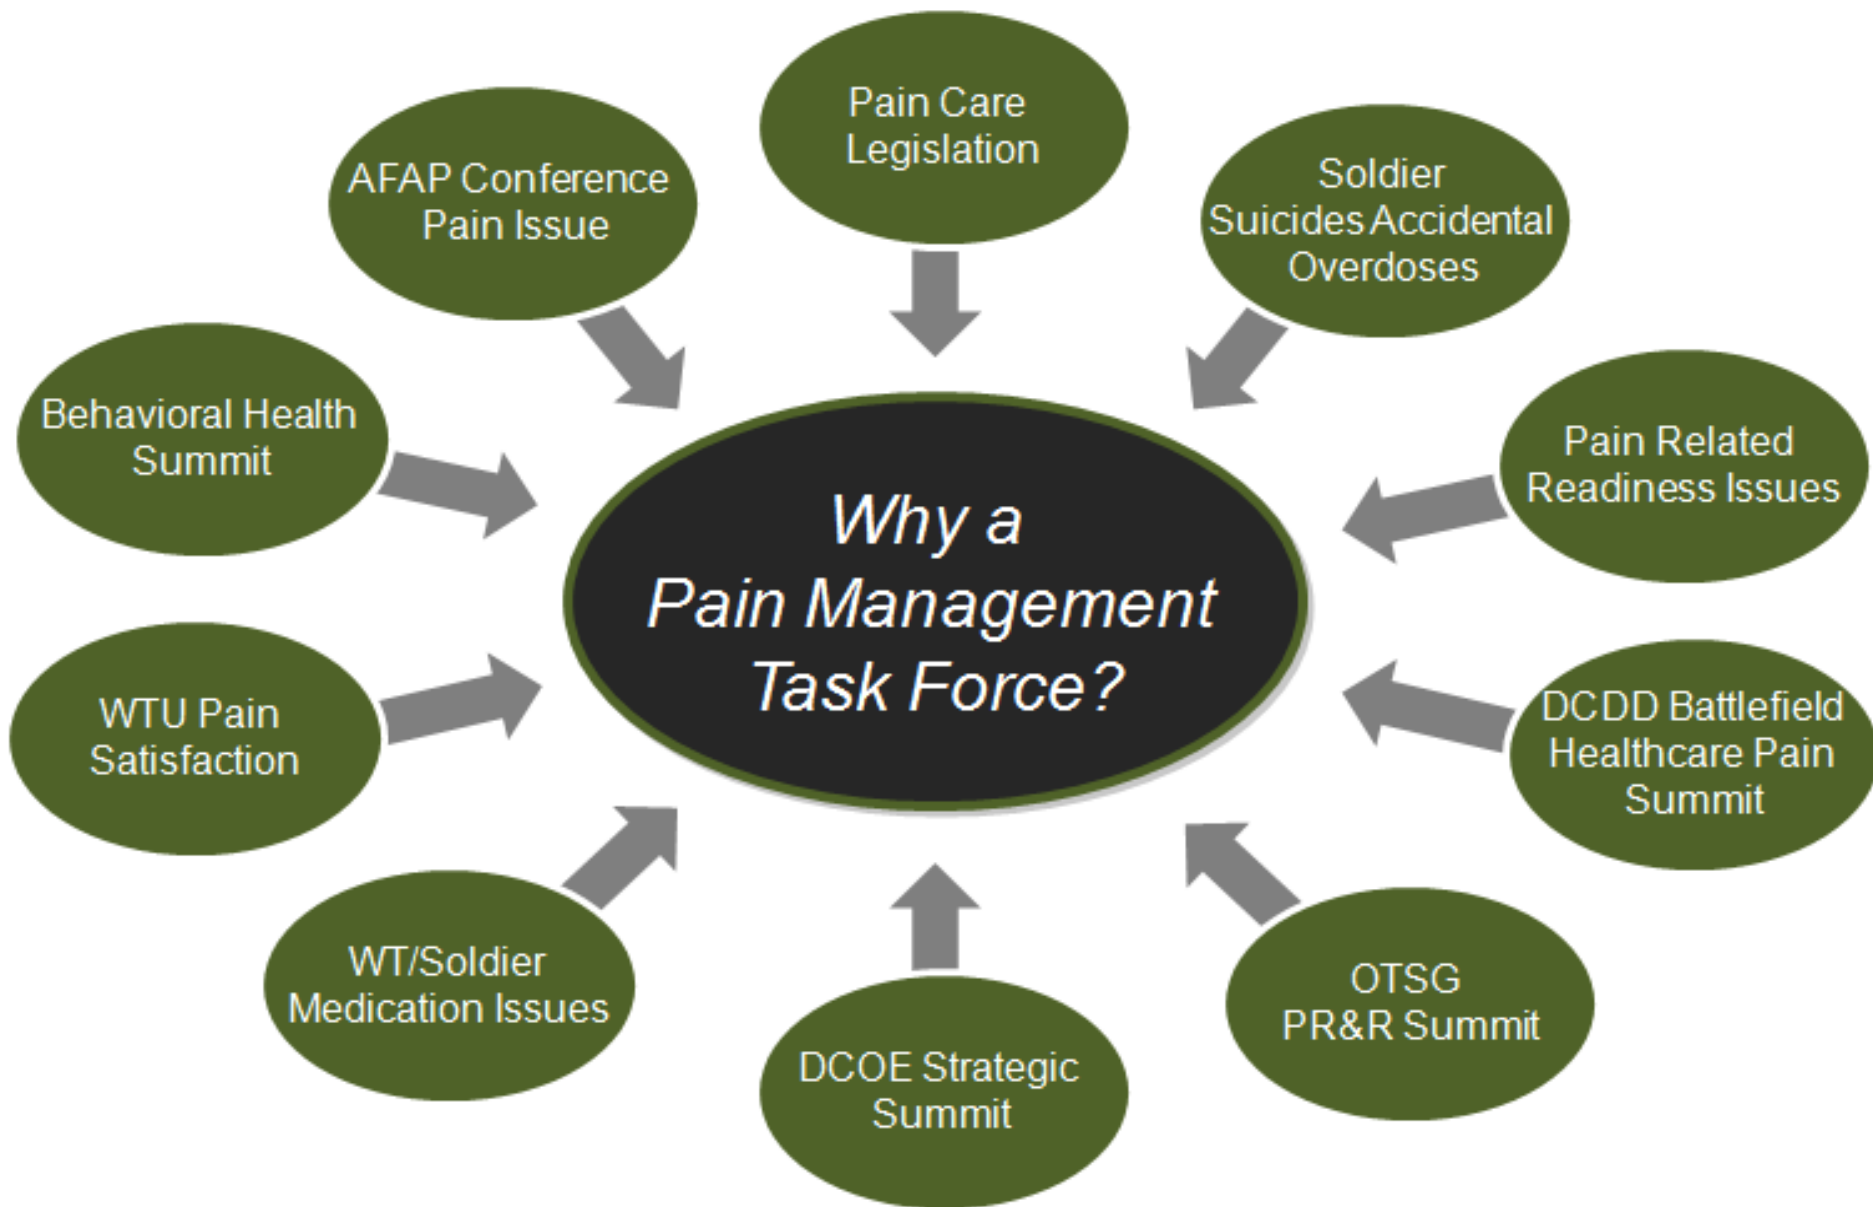 Pain Care
Legislation
Soldier
Suicides Accidental
Overdoses
Pain Related
Readiness Issues
DCDD Battlefield
Healthcare Pain
Summit
OTSG
PR&R Summit
DCOE Strategic
Summit
WT/Soldier
Medication Issues
WTU Pain
Satisfaction
Behavioral Health
Summit
AFAP Conference
Pain Issue
Why a
Pain Management
Task Force?